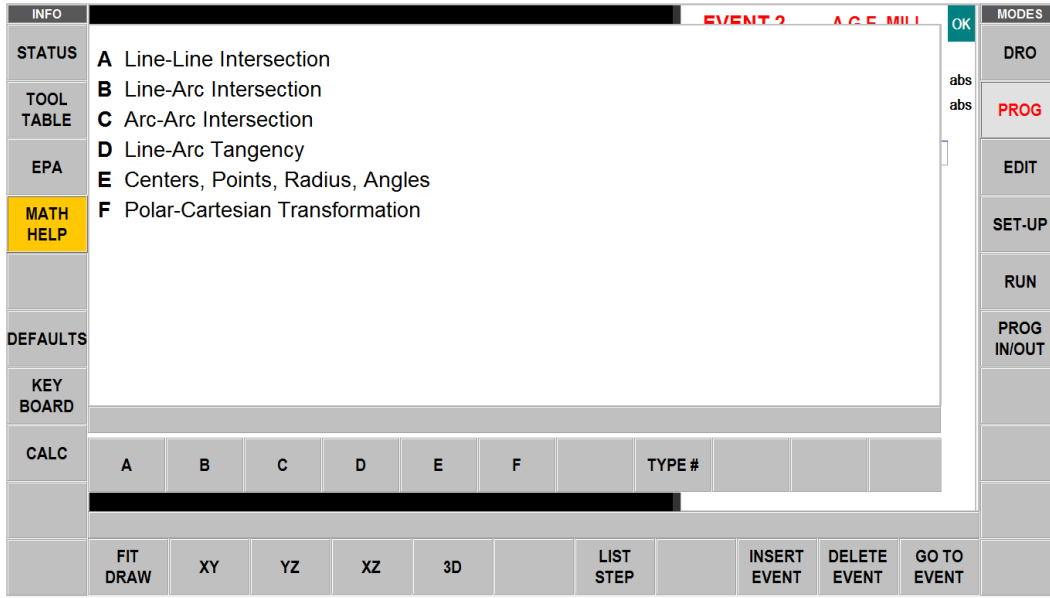 INFO
EVENT 2 A.G.E. MILL
OK
MODES
STATUS
TOOL
TABLE
EPA
MATH
HELP
DEFAULTS
KEY
BOARD
CALC
A Line-Line Intersection
B Line-Arc Intersection
C Arc-Arc Intersection
D Line-Arc Tangency
E Centers, Points, Radius, Angles
F Polar-Cartesian Transformation
abs
abs
DRO
PROG
EDIT
SET-UP
RUN
PROG
IN/OUT
A B C D E F TYPE #
FIT
DRAW
XY
YZ
XZ
3D
LIST
STEP
INSERT
EVENT
DELETE
EVENT
GO TO
EVENT